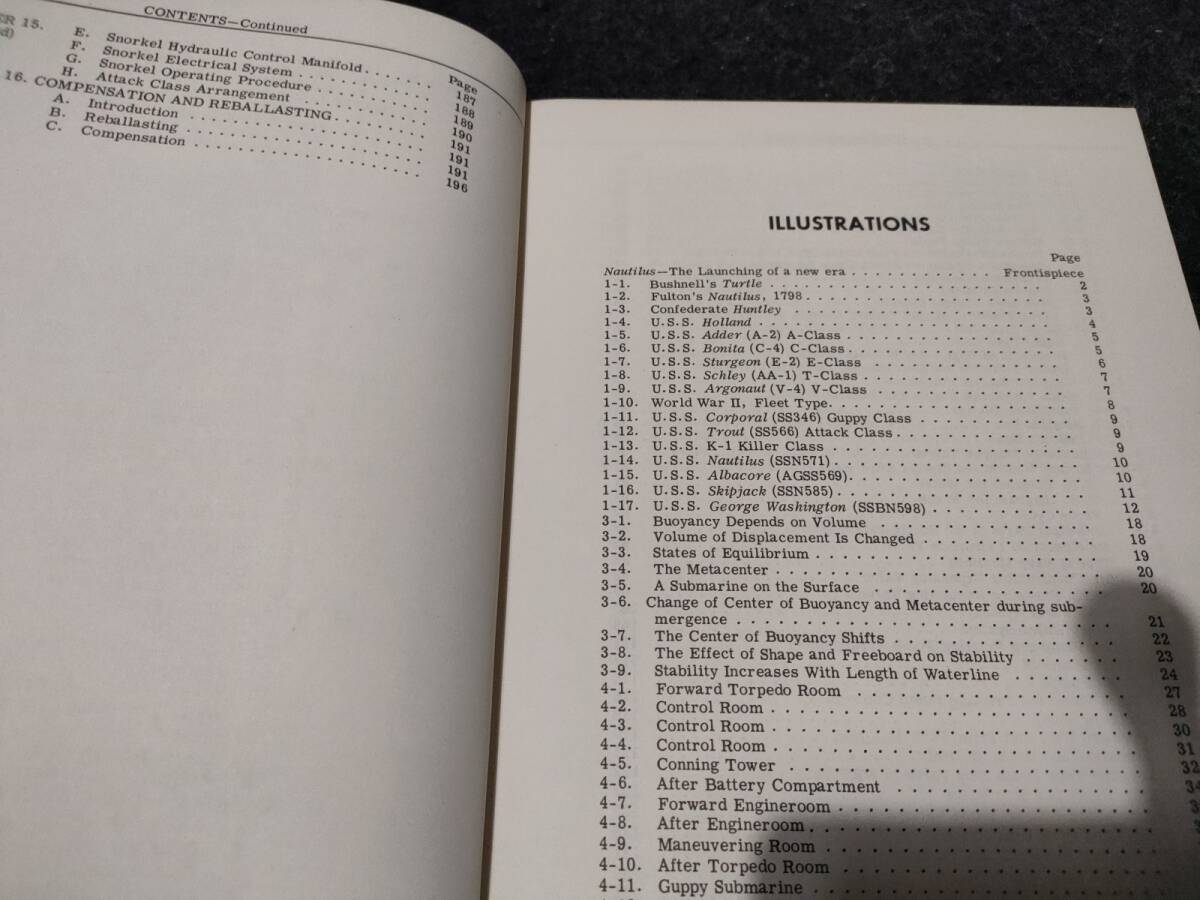 CONTENTS—Continued
ER 15.
d)
Page
E. Snorkel Hydraulic Control Manifold . . . . . . 187
F. Snorkel Electrical System . . . . . . . . . . 188
G. Snorkel Operating Procedure . . . . . . . . . 189
H. Attack Class Arrangement . . . . . . . . . . 190
16. COMPENSATION AND REBALLASTING . . . . . . . 191
A. Introduction . . . . . . . . . . . . . . . . . 191
B. Reballasting . . . . . . . . . . . . . . . . . 191
C. Compensation . . . . . . . . . . . . . . . . . 196
ILLUSTRATIONS
Page
Nautilus—The Launching of a new era . . . . . . . . . . . . Frontispiece
1-1. Bushnell's Turtle . . . . . . . . . . . . . . . . . . . . . . . 2
1-2. Fulton's Nautilus, 1798 . . . . . . . . . . . . . . . . . . . . 3
1-3. Confederate Huntley . . . . . . . . . . . . . . . . . . . . . 3
1-4. U.S.S. Holland . . . . . . . . . . . . . . . . . . . . . . . . 4
1-5. U.S.S. Adder (A-2) A-Class . . . . . . . . . . . . . . . . . 5
1-6. U.S.S. Bonita (C-4) C-Class . . . . . . . . . . . . . . . . . 5
1-7. U.S.S. Sturgeon (E-2) E-Class . . . . . . . . . . . . . . . 6
1-8. U.S.S. Schley (AA-1) T-Class . . . . . . . . . . . . . . . . 7
1-9. U.S.S. Argonaut (V-4) V-Class . . . . . . . . . . . . . . . 7
1-10. World War II, Fleet Type . . . . . . . . . . . . . . . . . . 8
1-11. U.S.S. Corporal (SS346) Guppy Class . . . . . . . . . . . . 9
1-12. U.S.S. Trout (SS566) Attack Class . . . . . . . . . . . . . 9
1-13. U.S.S. K-1 Killer Class . . . . . . . . . . . . . . . . . . 9
1-14. U.S.S. Nautilus (SSN571) . . . . . . . . . . . . . . . . . . 10
1-15. U.S.S. Albacore (AGSS569) . . . . . . . . . . . . . . . . . 10
1-16. U.S.S. Skipjack (SSN585) . . . . . . . . . . . . . . . . . . 11
1-17. U.S.S. George Washington (SSBN598) . . . . . . . . . . . . 12
3-1. Buoyancy Depends on Volume . . . . . . . . . . . . . . . 18
3-2. Volume of Displacement Is Changed . . . . . . . . . . . . 18
3-3. States of Equilibrium . . . . . . . . . . . . . . . . . . . . 19
3-4. The Metacenter . . . . . . . . . . . . . . . . . . . . . . . 20
3-5. A Submarine on the Surface . . . . . . . . . . . . . . . . 20
3-6. Change of Center of Buoyancy and Metacenter during sub-
mergence . . . . . . . . . . . . . . . . . . . . . . . . . 21
3-7. The Center of Buoyancy Shifts . . . . . . . . . . . . . . . 22
3-8. The Effect of Shape and Freeboard on Stability . . . . . . . 23
3-9. Stability Increases With Length of Waterline . . . . . . . . 24
4-1. Forward Torpedo Room . . . . . . . . . . . . . . . . . . 27
4-2. Control Room . . . . . . . . . . . . . . . . . . . . . . . 28
4-3. Control Room . . . . . . . . . . . . . . . . . . . . . . . 30
4-4. Control Room . . . . . . . . . . . . . . . . . . . . . . . 31
4-5. Conning Tower . . . . . . . . . . . . . . . . . . . . . . 32
4-6. After Battery Compartment . . . . . . . . . . . . . . . . 34
4-7. Forward Engineroom . . . . . . . . . . . . . . . . . . .
4-8. After Engineroom . . . . . . . . . . . . . . . . . . . .
4-9. Maneuvering Room . . . . . . . . . . . . . . . . . . .
4-10. After Torpedo Room . . . . . . . . . . . . . . . . . .
4-11. Guppy Submarine . . . . . . . . . . . . . . . . . . .